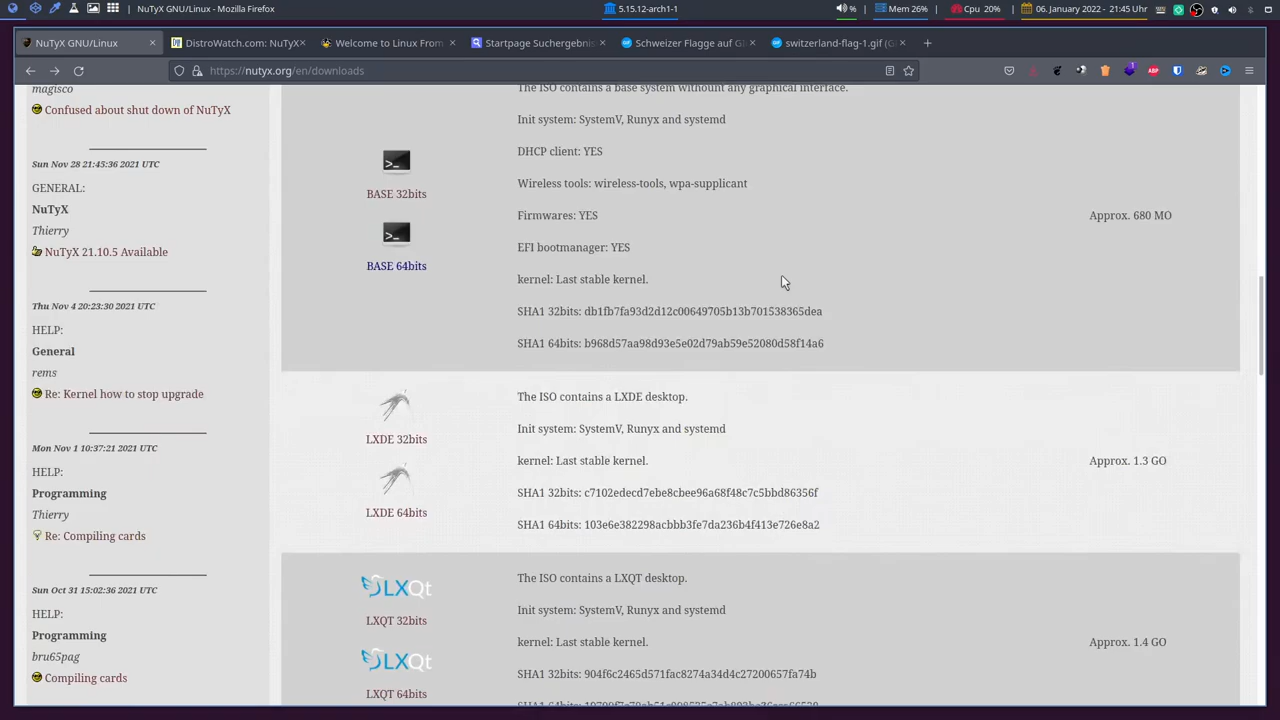 NuTyX GNU/Linux — Mozilla Firefox
5.15.12-arch1-1
%
Mem 26%
Cpu 20%
06. January 2022 - 21:45 Uhr
NuTyX GNU/Linux
DistroWatch.com: NuTyX
Welcome to Linux From
Startpage Suchergebnis
Schweizer Flagge auf GI
switzerland-flag-1.gif (GI
https://nutyx.org/en/downloads
magisco
Confused about shut down of NuTyX
Sun Nov 28 21:45:36 2021 UTC
GENERAL:
NuTyX
Thierry
NuTyX 21.10.5 Available
Thu Nov 4 20:23:30 2021 UTC
HELP:
General
rems
Re: Kernel how to stop upgrade
Mon Nov 1 10:37:21 2021 UTC
HELP:
Programming
Thierry
Re: Compiling cards
Sun Oct 31 15:02:36 2021 UTC
HELP:
Programming
bru65pag
Compiling cards
BASE 32bits
BASE 64bits
The ISO contains a base system withount any graphical interface.
Init system: SystemV, Runyx and systemd
DHCP client: YES
Wireless tools: wireless-tools, wpa-supplicant
Firmwares: YES
EFI bootmanager: YES
kernel: Last stable kernel.
SHA1 32bits: db1fb7fa93d2d12c00649705b13b701538365dea
SHA1 64bits: b968d57aa98d93e5e02d79ab59e52080d58f14a6
Approx. 680 MO
LXDE 32bits
LXDE 64bits
The ISO contains a LXDE desktop.
Init system: SystemV, Runyx and systemd
kernel: Last stable kernel.
SHA1 32bits: c7102edecd7ebe8cbee96a68f48c7c5bbd86356f
SHA1 64bits: 103e6e382298acbbb3fe7da236b4f413e726e8a2
Approx. 1.3 GO
LXQt
LXQT 32bits
LXQt
LXQT 64bits
The ISO contains a LXQT desktop.
Init system: SystemV, Runyx and systemd
kernel: Last stable kernel.
SHA1 32bits: 904f6c2465d571fac8274a34d4c27200657fa74b
Approx. 1.4 GO